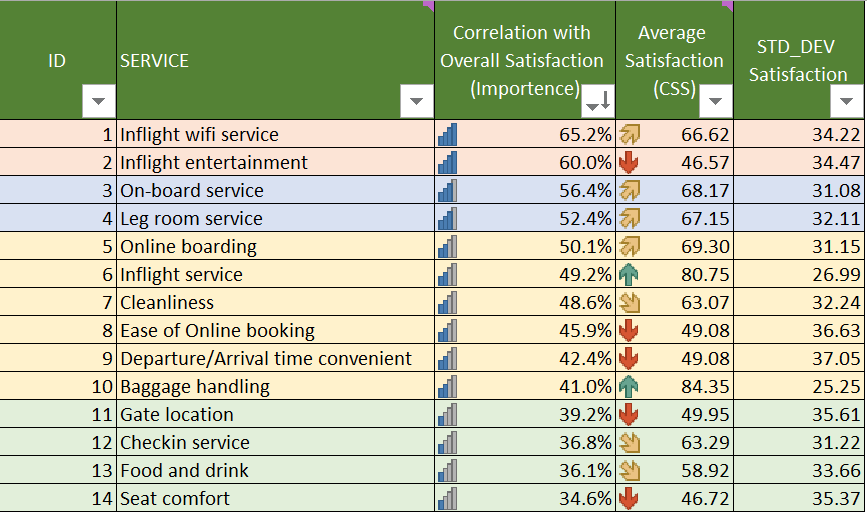 ID SERVICE Correlation with Overall Satisfaction (Importence) Average Satisfaction (CSS) STD_DEV Satisfaction
1 Inflight wifi service 65.2% 66.62 34.22
2 Inflight entertainment 60.0% 46.57 34.47
3 On-board service 56.4% 68.17 31.08
4 Leg room service 52.4% 67.15 32.11
5 Online boarding 50.1% 69.30 31.15
6 Inflight service 49.2% 80.75 26.99
7 Cleanliness 48.6% 63.07 32.24
8 Ease of Online booking 45.9% 49.08 36.63
9 Departure/Arrival time convenient 42.4% 49.08 37.05
10 Baggage handling 41.0% 84.35 25.25
11 Gate location 39.2% 49.95 35.61
12 Checkin service 36.8% 63.29 31.22
13 Food and drink 36.1% 58.92 33.66
14 Seat comfort 34.6% 46.72 35.37